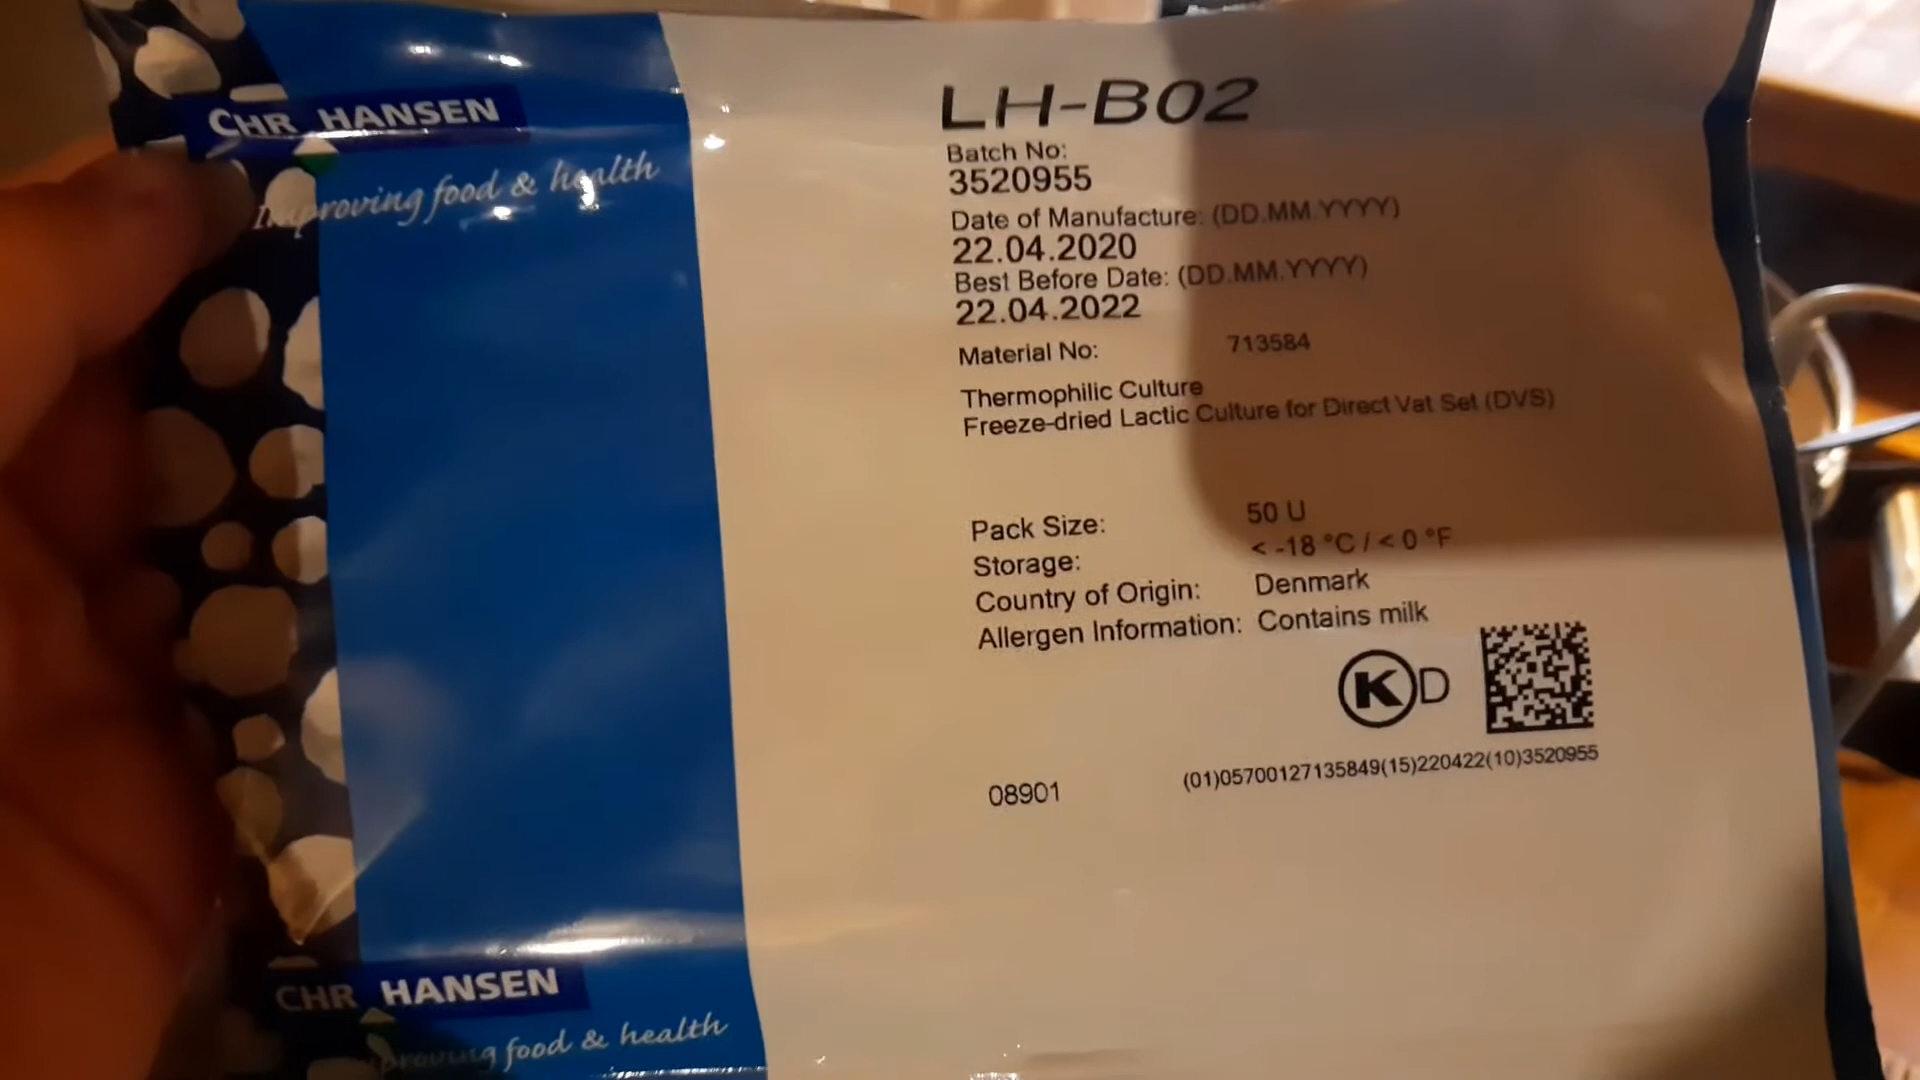 CHR HANSEN
Improving food & health
LH-B02
Batch No:
3520955
Date of Manufacture: (DD.MM.YYYY)
22.04.2020
Best Before Date: (DD.MM.YYYY)
22.04.2022
Material No: 713584
Thermophilic Culture
Freeze-dried Lactic Culture for Direct Vat Set (DVS)
Pack Size: 50 U
Storage: < -18 °C / < 0 °F
Country of Origin: Denmark
Allergen Information: Contains milk
K D
08901 (01)05700127135849(15)220422(10)3520955
CHR HANSEN
Improving food & health